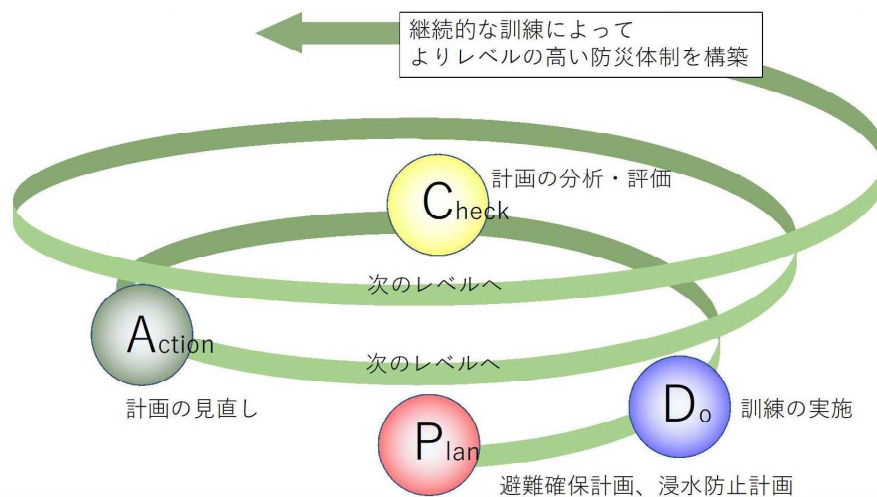 継続的な訓練によって
よりレベルの高い防災体制を構築
Check
計画の分析・評価
次のレベルへ
Action
次のレベルへ
計画の見直し
Do
訓練の実施
Plan
避難確保計画、浸水防止計画